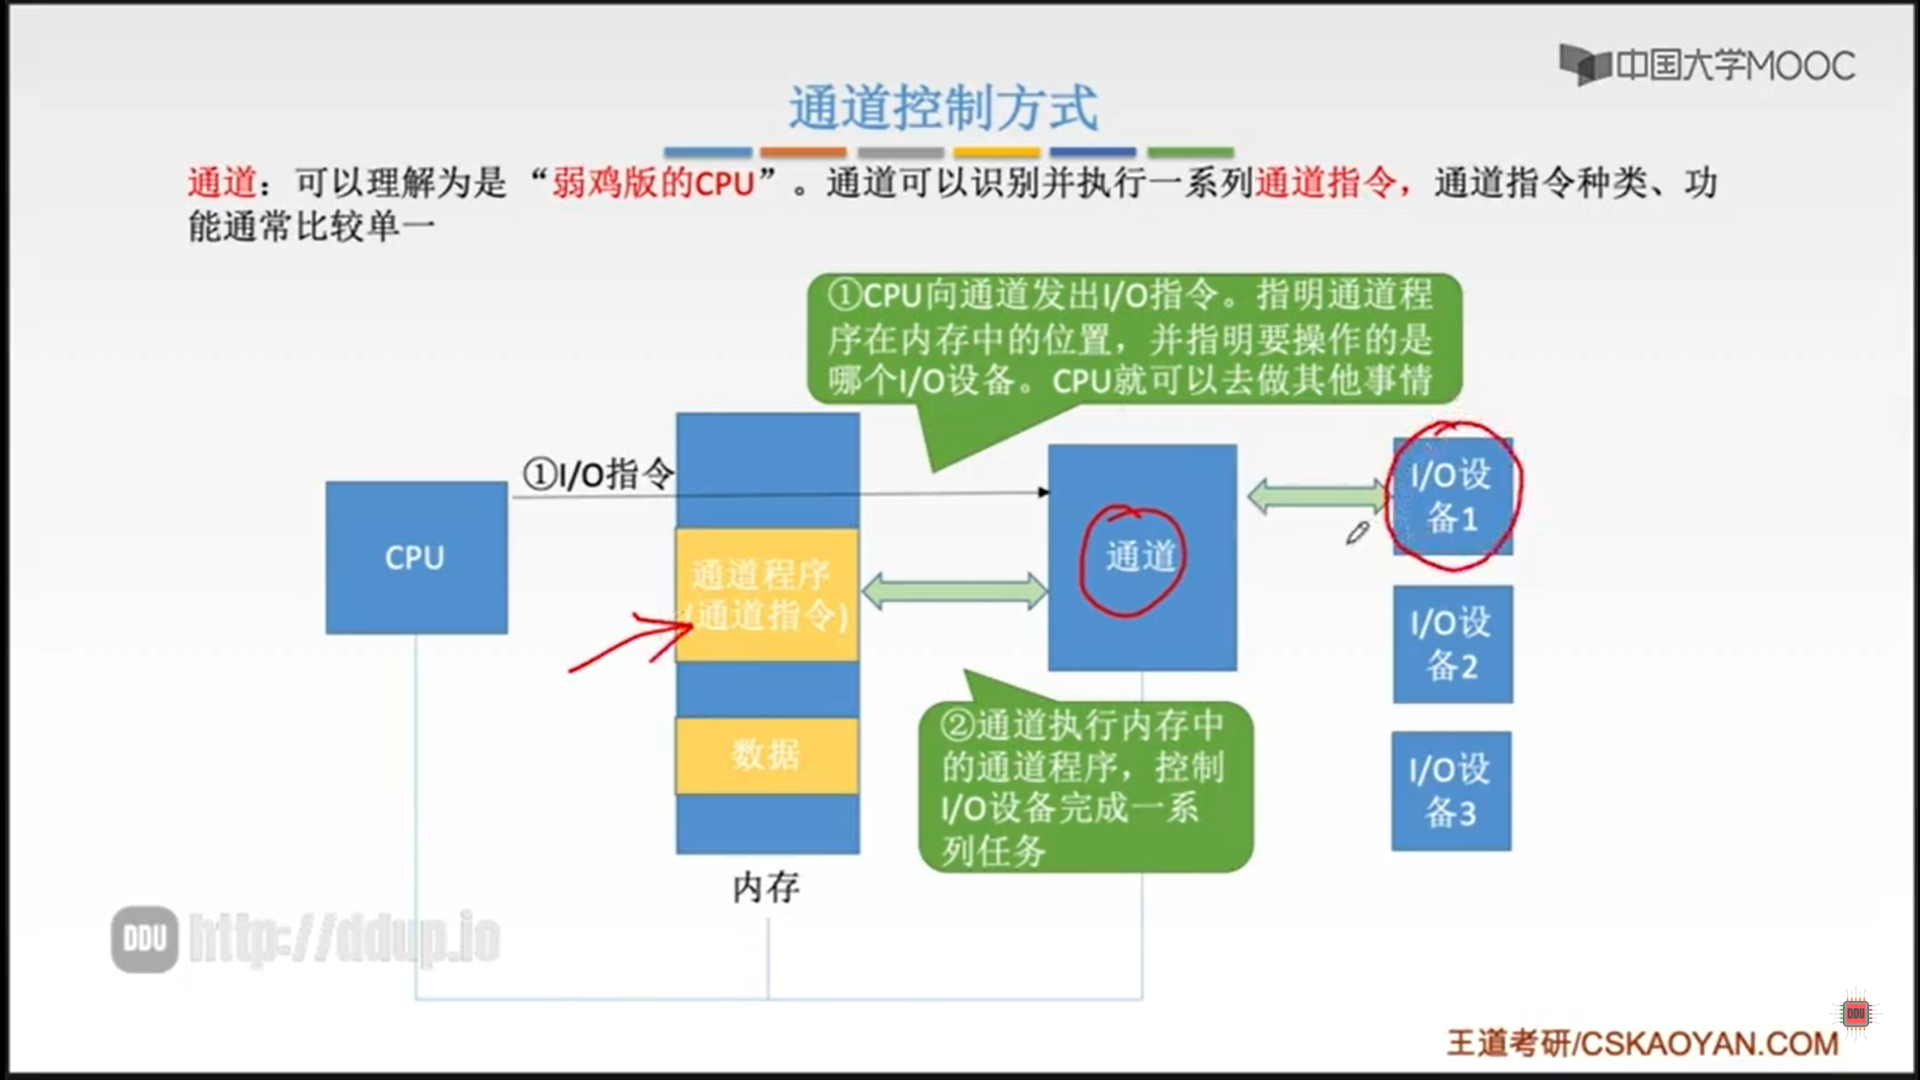 中国大学MOOC
通道控制方式
通道：可以理解为是“弱鸡版的CPU”。通道可以识别并执行一系列通道指令，通道指令种类、功
能通常比较单一
①CPU向通道发出I/O指令。指明通道程
序在内存中的位置，并指明要操作的是
哪个I/O设备。CPU就可以去做其他事情
①I/O指令
CPU
通道程序
(通道指令)
数据
内存
通道
I/O设
备1
I/O设
备2
I/O设
备3
②通道执行内存中
的通道程序，控制
I/O设备完成一系
列任务
DDU http://ddup.io
DDU
王道考研/CSKAOYAN.COM